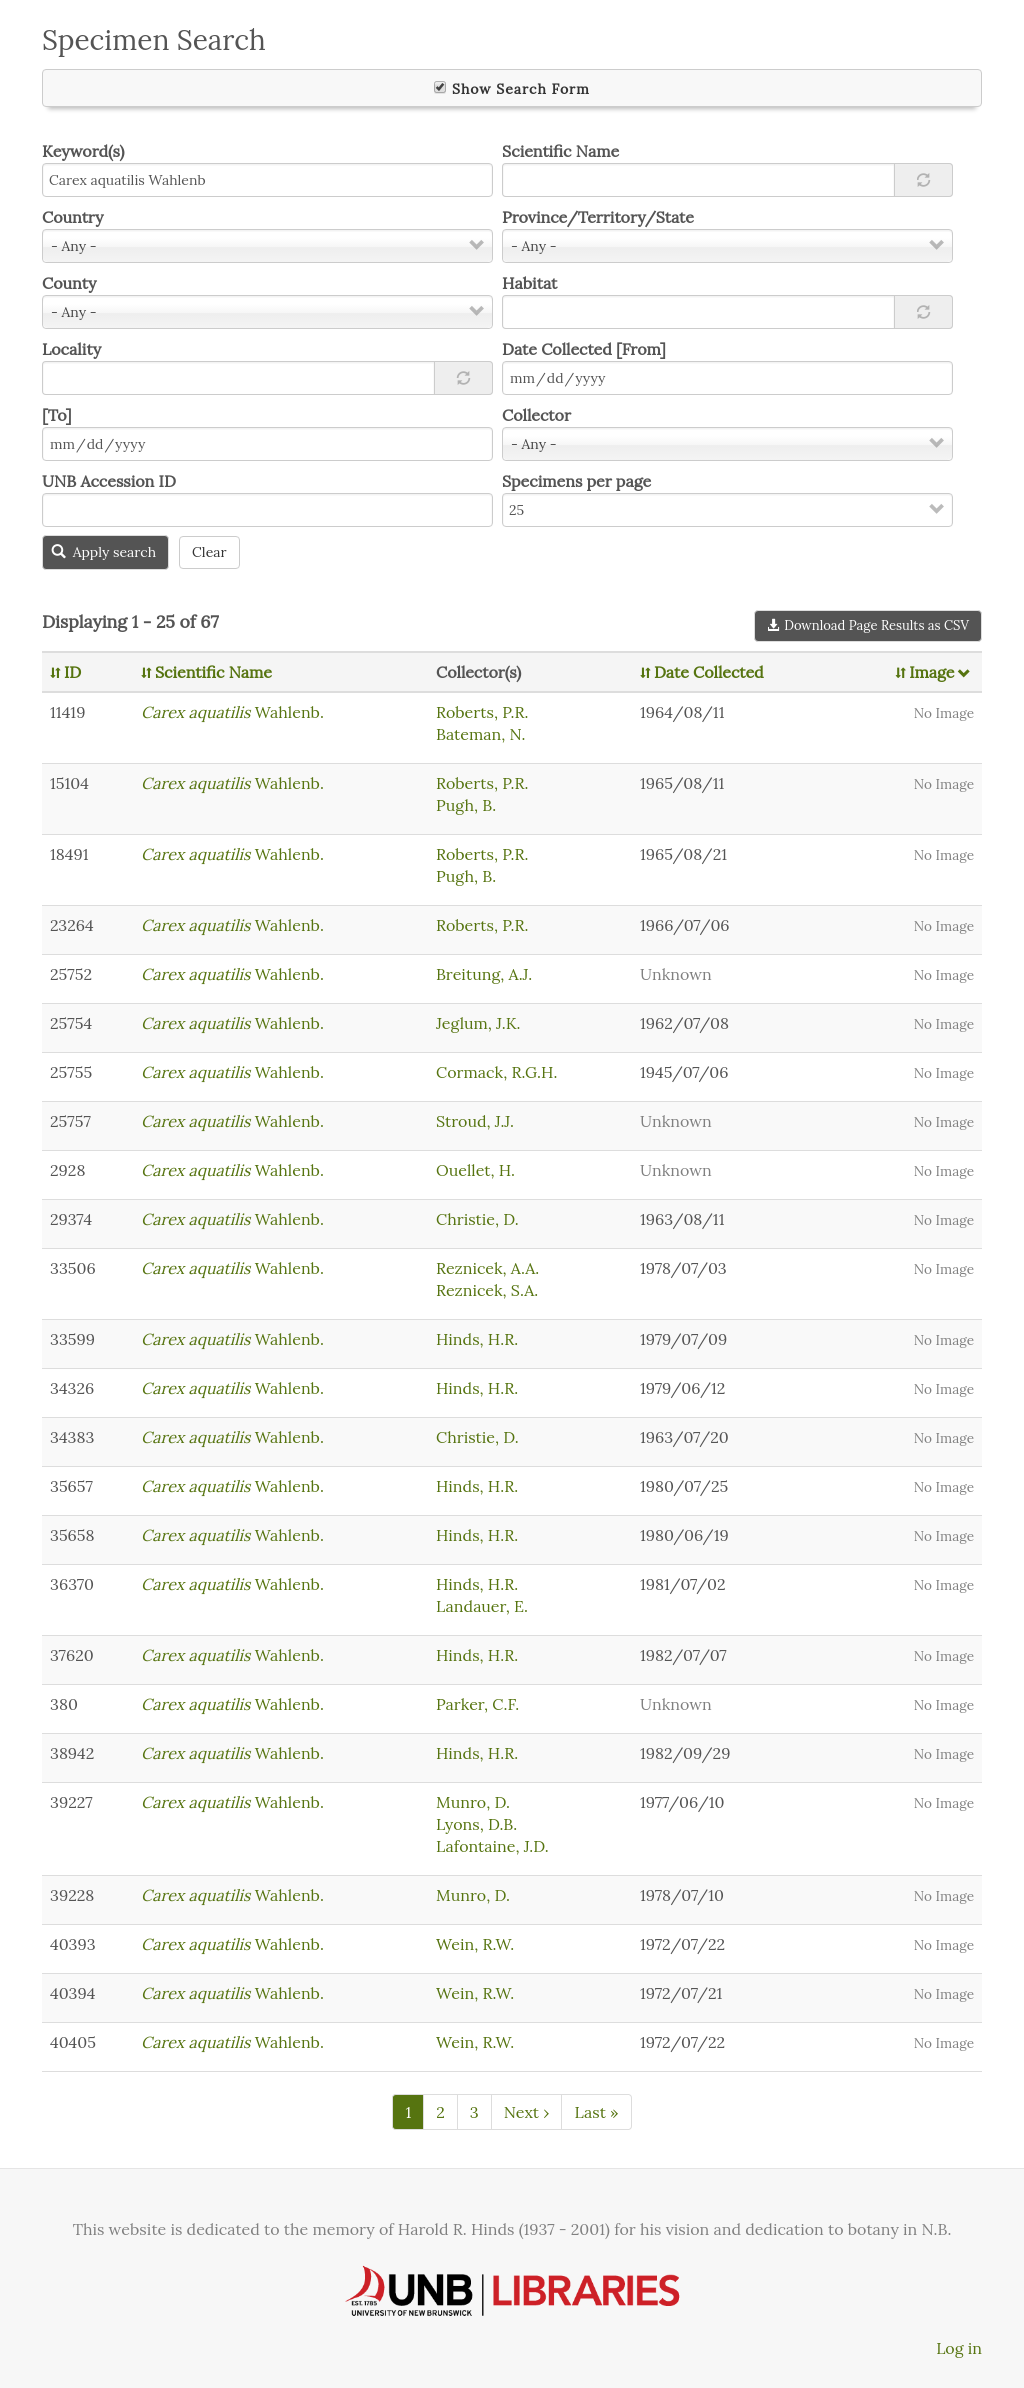 Specimen Search
Show Search Form
Keyword(s) Scientific Name
Carex aquatilis Wahlenb
Country Province/Territory/State
- Any - - Any -
County Habitat
- Any -
Locality Date Collected [From]
mm/dd/yyyy
[To] Collector
mm/dd/yyyy - Any -
UNB Accession ID Specimens per page
25
Apply search Clear
Displaying 1 - 25 of 67 Download Page Results as CSV
ID Scientific Name Collector(s) Date Collected Image
11419 Carex aquatilis Wahlenb. Roberts, P.R. 1964/08/11 No Image
Bateman, N.
15104 Carex aquatilis Wahlenb. Roberts, P.R. 1965/08/11 No Image
Pugh, B.
18491 Carex aquatilis Wahlenb. Roberts, P.R. 1965/08/21 No Image
Pugh, B.
23264 Carex aquatilis Wahlenb. Roberts, P.R. 1966/07/06 No Image
25752 Carex aquatilis Wahlenb. Breitung, A.J. Unknown No Image
25754 Carex aquatilis Wahlenb. Jeglum, J.K. 1962/07/08 No Image
25755 Carex aquatilis Wahlenb. Cormack, R.G.H. 1945/07/06 No Image
25757 Carex aquatilis Wahlenb. Stroud, J.J. Unknown No Image
2928 Carex aquatilis Wahlenb. Ouellet, H. Unknown No Image
29374 Carex aquatilis Wahlenb. Christie, D. 1963/08/11 No Image
33506 Carex aquatilis Wahlenb. Reznicek, A.A. 1978/07/03 No Image
Reznicek, S.A.
33599 Carex aquatilis Wahlenb. Hinds, H.R. 1979/07/09 No Image
34326 Carex aquatilis Wahlenb. Hinds, H.R. 1979/06/12 No Image
34383 Carex aquatilis Wahlenb. Christie, D. 1963/07/20 No Image
35657 Carex aquatilis Wahlenb. Hinds, H.R. 1980/07/25 No Image
35658 Carex aquatilis Wahlenb. Hinds, H.R. 1980/06/19 No Image
36370 Carex aquatilis Wahlenb. Hinds, H.R. 1981/07/02 No Image
Landauer, E.
37620 Carex aquatilis Wahlenb. Hinds, H.R. 1982/07/07 No Image
380 Carex aquatilis Wahlenb. Parker, C.F. Unknown No Image
38942 Carex aquatilis Wahlenb. Hinds, H.R. 1982/09/29 No Image
39227 Carex aquatilis Wahlenb. Munro, D. 1977/06/10 No Image
Lyons, D.B.
Lafontaine, J.D.
39228 Carex aquatilis Wahlenb. Munro, D. 1978/07/10 No Image
40393 Carex aquatilis Wahlenb. Wein, R.W. 1972/07/22 No Image
40394 Carex aquatilis Wahlenb. Wein, R.W. 1972/07/21 No Image
40405 Carex aquatilis Wahlenb. Wein, R.W. 1972/07/22 No Image
1 2 3 Next › Last »
This website is dedicated to the memory of Harold R. Hinds (1937 - 2001) for his vision and dedication to botany in N.B.
EST. 1785 UNB LIBRARIES
UNIVERSITY OF NEW BRUNSWICK
Log in